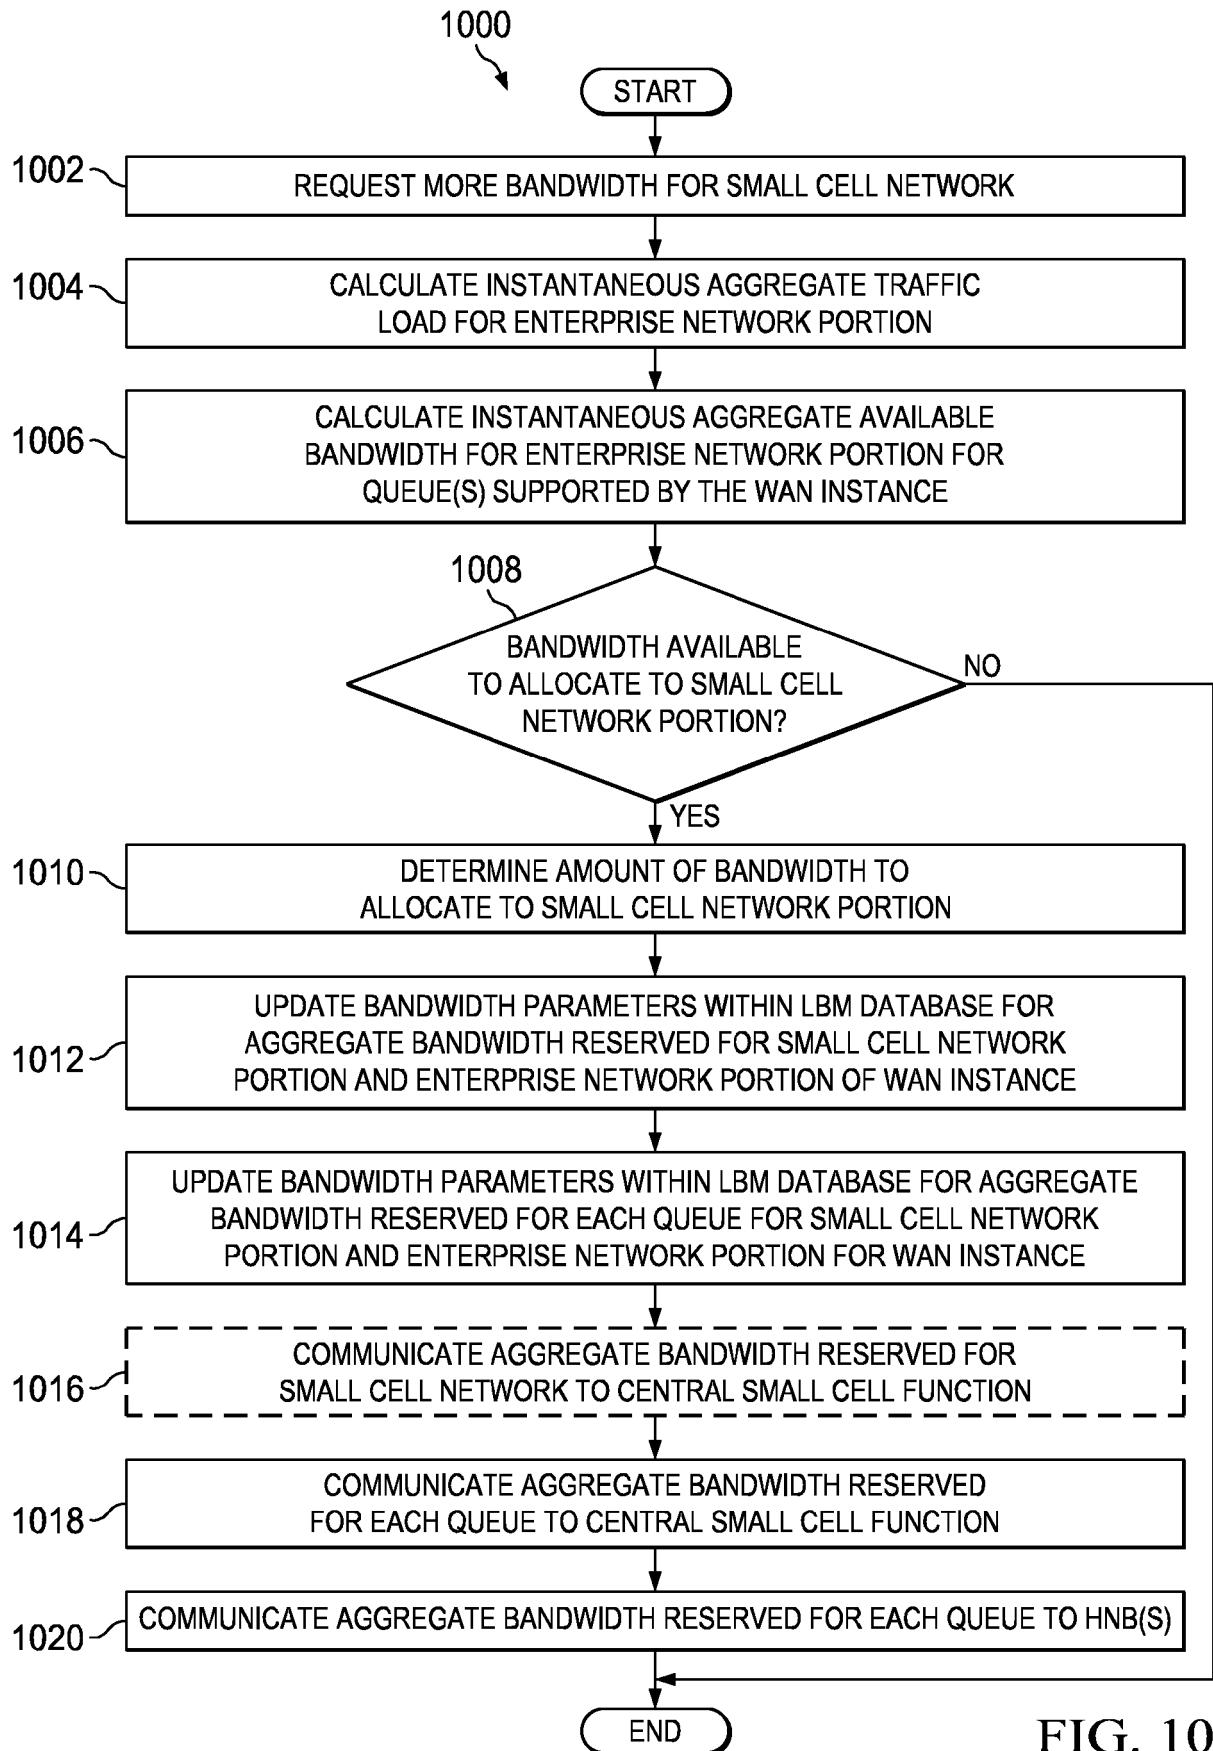 1000
START
1002
REQUEST MORE BANDWIDTH FOR SMALL CELL NETWORK
1004
CALCULATE INSTANTANEOUS AGGREGATE TRAFFIC
LOAD FOR ENTERPRISE NETWORK PORTION
1006
CALCULATE INSTANTANEOUS AGGREGATE AVAILABLE
BANDWIDTH FOR ENTERPRISE NETWORK PORTION FOR
QUEUE(S) SUPPORTED BY THE WAN INSTANCE
1008
BANDWIDTH AVAILABLE
TO ALLOCATE TO SMALL CELL
NETWORK PORTION?
NO
YES
1010
DETERMINE AMOUNT OF BANDWIDTH TO
ALLOCATE TO SMALL CELL NETWORK PORTION
1012
UPDATE BANDWIDTH PARAMETERS WITHIN LBM DATABASE FOR
AGGREGATE BANDWIDTH RESERVED FOR SMALL CELL NETWORK
PORTION AND ENTERPRISE NETWORK PORTION OF WAN INSTANCE
1014
UPDATE BANDWIDTH PARAMETERS WITHIN LBM DATABASE FOR AGGREGATE
BANDWIDTH RESERVED FOR EACH QUEUE FOR SMALL CELL NETWORK
PORTION AND ENTERPRISE NETWORK PORTION FOR WAN INSTANCE
1016
COMMUNICATE AGGREGATE BANDWIDTH RESERVED FOR
SMALL CELL NETWORK TO CENTRAL SMALL CELL FUNCTION
1018
COMMUNICATE AGGREGATE BANDWIDTH RESERVED
FOR EACH QUEUE TO CENTRAL SMALL CELL FUNCTION
1020
COMMUNICATE AGGREGATE BANDWIDTH RESERVED FOR EACH QUEUE TO HNB(S)
END
FIG. 10